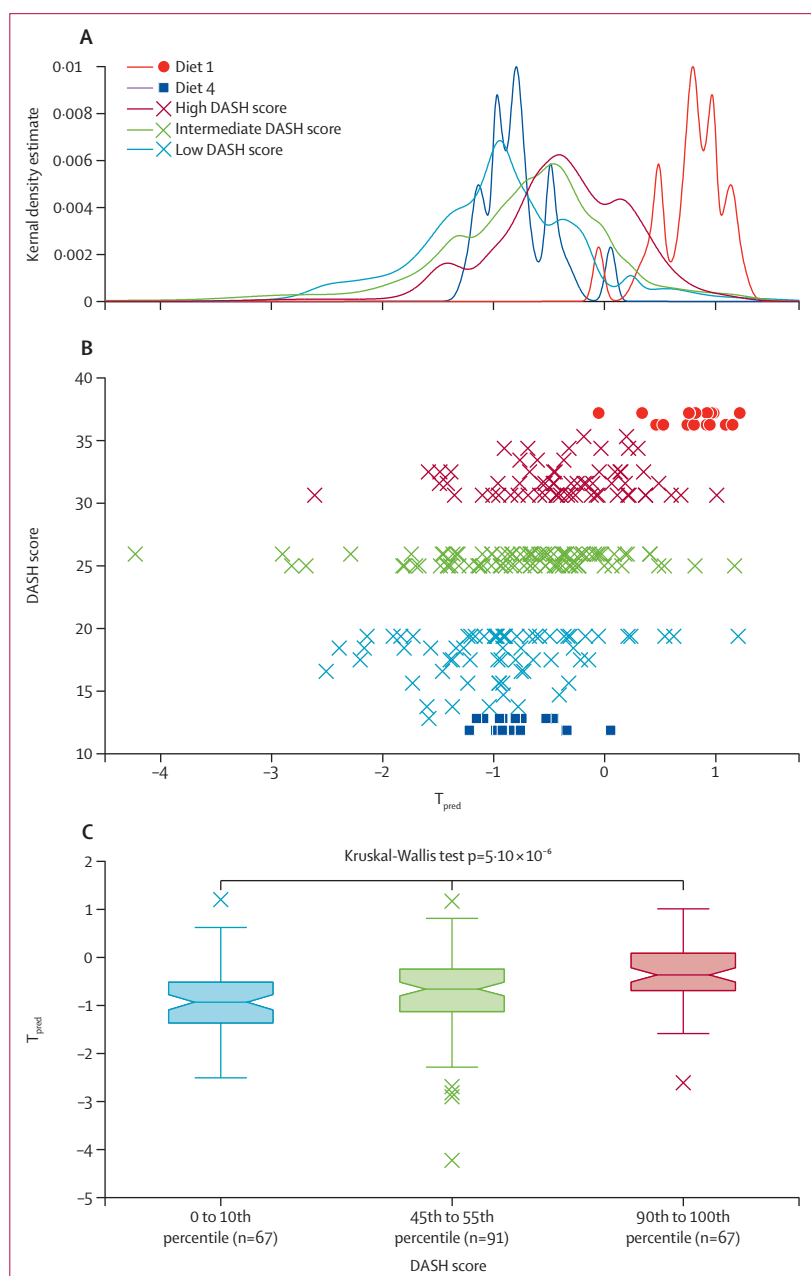 A
Kernal density estimate
0·01
0·008
0·006
0·004
0·002
0
Diet 1
Diet 4
High DASH score
Intermediate DASH score
Low DASH score
B
DASH score
40
35
30
25
20
15
10
−4 −3 −2 −1 0 1
Tpred
C
Kruskal-Wallis test p=5·10 × 10⁻⁶
Tpred
2
1
0
−1
−2
−3
−4
−5
0 to 10th percentile (n=67)
45th to 55th percentile (n=91)
90th to 100th percentile (n=67)
DASH score